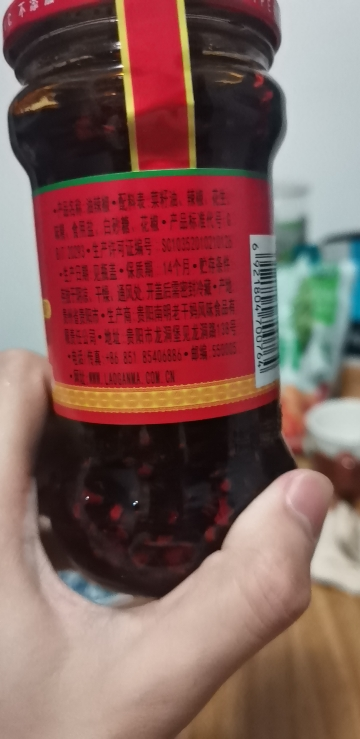 ·产品名称 油辣椒·配料表 菜籽油、辣椒、花生
、食用盐、白砂糖、花椒·产品标准代号
·生产许可证编号
·生产日期 见瓶盖·保质期 14个月·贮存条件
干燥、通风处 开盖后需密封冷藏·产地
贵州省贵阳市·生产商 贵阳南明老干妈风味食品有
限责任公司·地址 贵阳市龙洞堡见龙洞路138号
·电话/传真 +86 851 85406886·邮编 550005
·网址 WWW.LAOGANMA.COM.CN
6 921804 700764